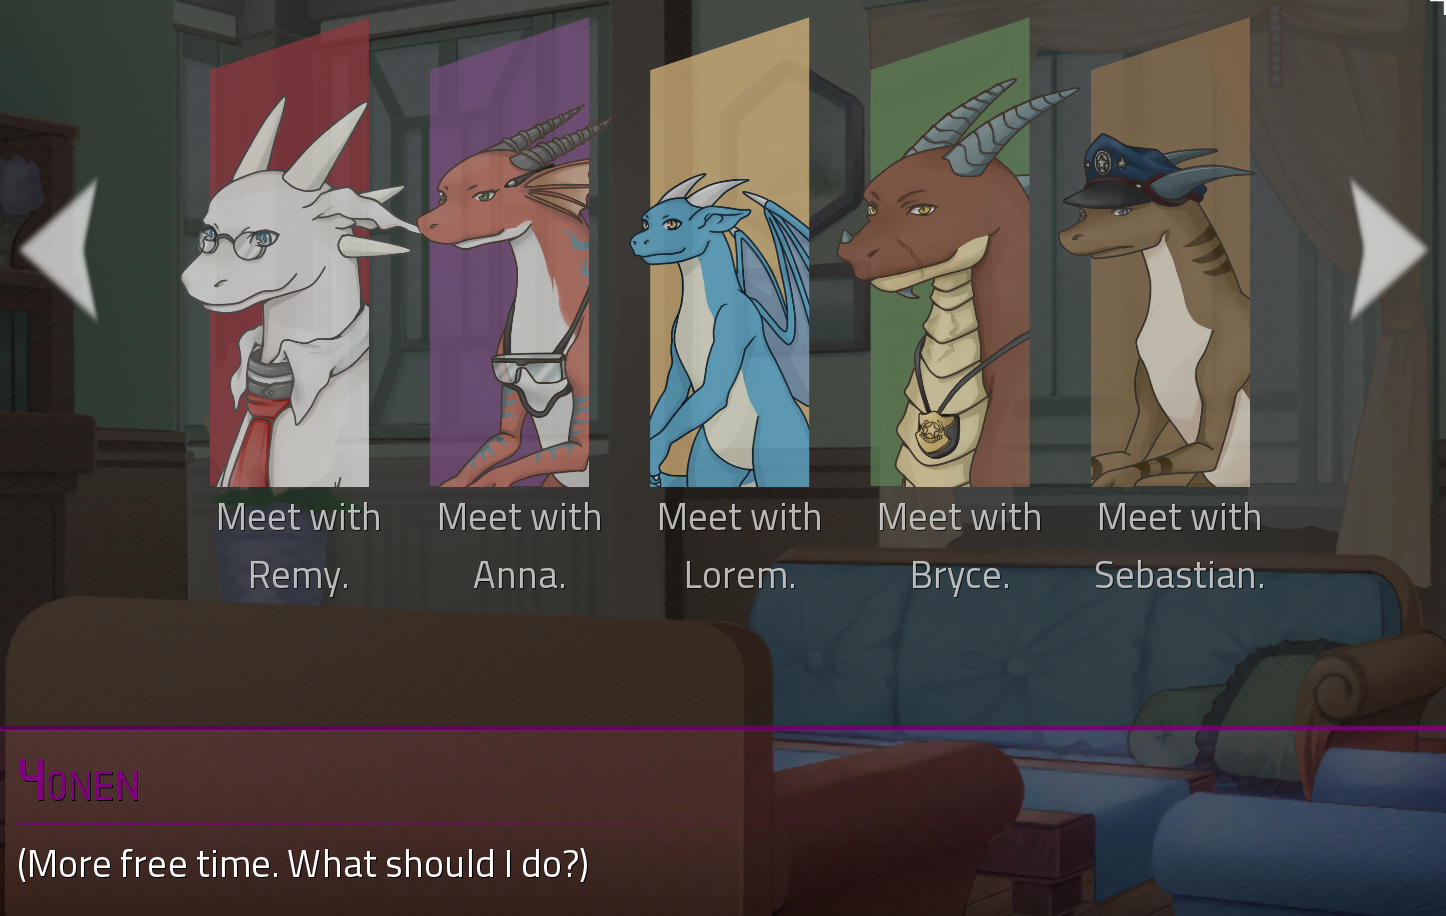 Meet with
Remy.
Meet with
Anna.
Meet with
Lorem.
Meet with
Bryce.
Meet with
Sebastian.
Чonen
(More free time. What should I do?)